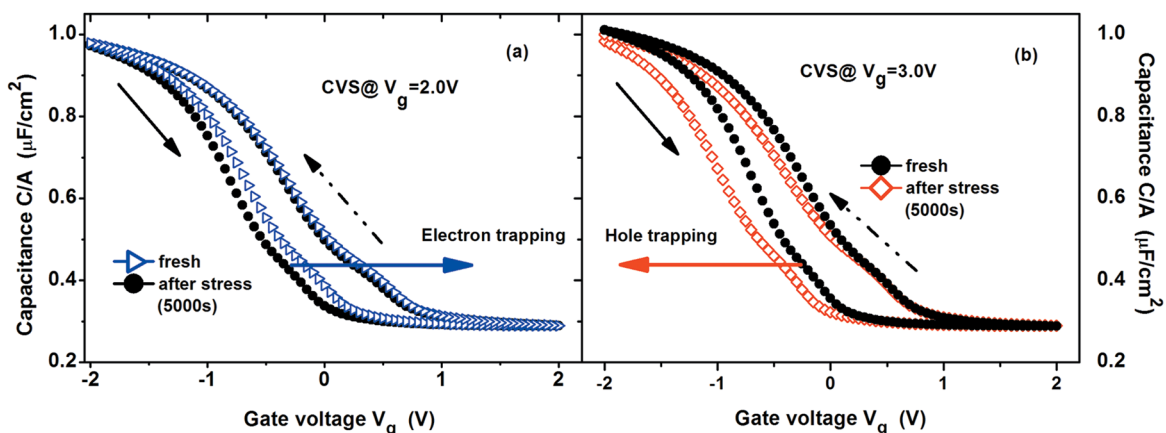 (a)
CVS@ Vg=2.0V
Electron trapping
fresh
after stress
(5000s)
1.0
0.8
0.6
0.4
0.2
-2
-1
0
1
2
Capacitance C/A (μF/cm²)
Gate voltage Vg (V)
(b)
CVS@ Vg=3.0V
Hole trapping
fresh
after stress
(5000s)
1.0
0.8
0.6
0.4
0.2
-2
-1
0
1
2
Capacitance C/A (μF/cm²)
Gate voltage Vg (V)